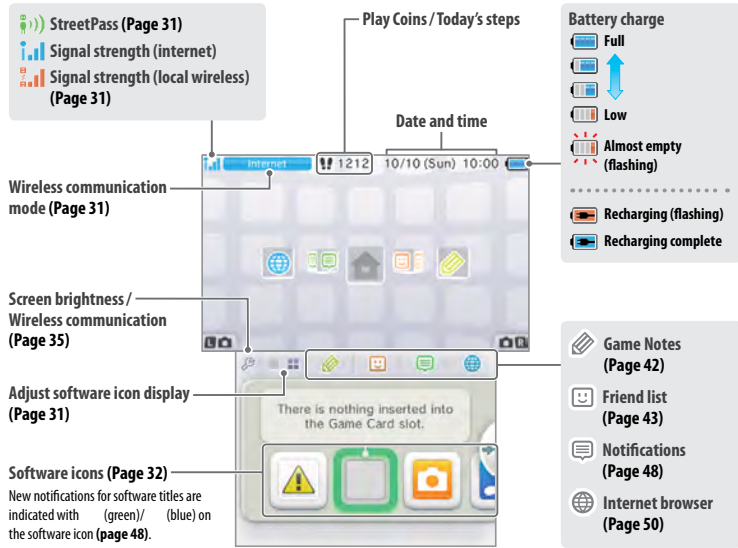 StreetPass (Page 31)
Signal strength (internet)
Signal strength (local wireless)
(Page 31)
Play Coins / Today's steps
Date and time
Battery charge
Full
Low
Almost empty
(flashing)
Recharging (flashing)
Recharging complete
Internet
1212
10/10 (Sun) 10:00
Wireless communication
mode (Page 31)
Screen brightness /
Wireless communication
(Page 35)
L
R
Adjust software icon display
(Page 31)
There is nothing inserted into
the Game Card slot.
Software icons (Page 32)
New notifications for software titles are
indicated with (green)/ (blue) on
the software icon (page 48).
Game Notes
(Page 42)
Friend list
(Page 43)
Notifications
(Page 48)
Internet browser
(Page 50)